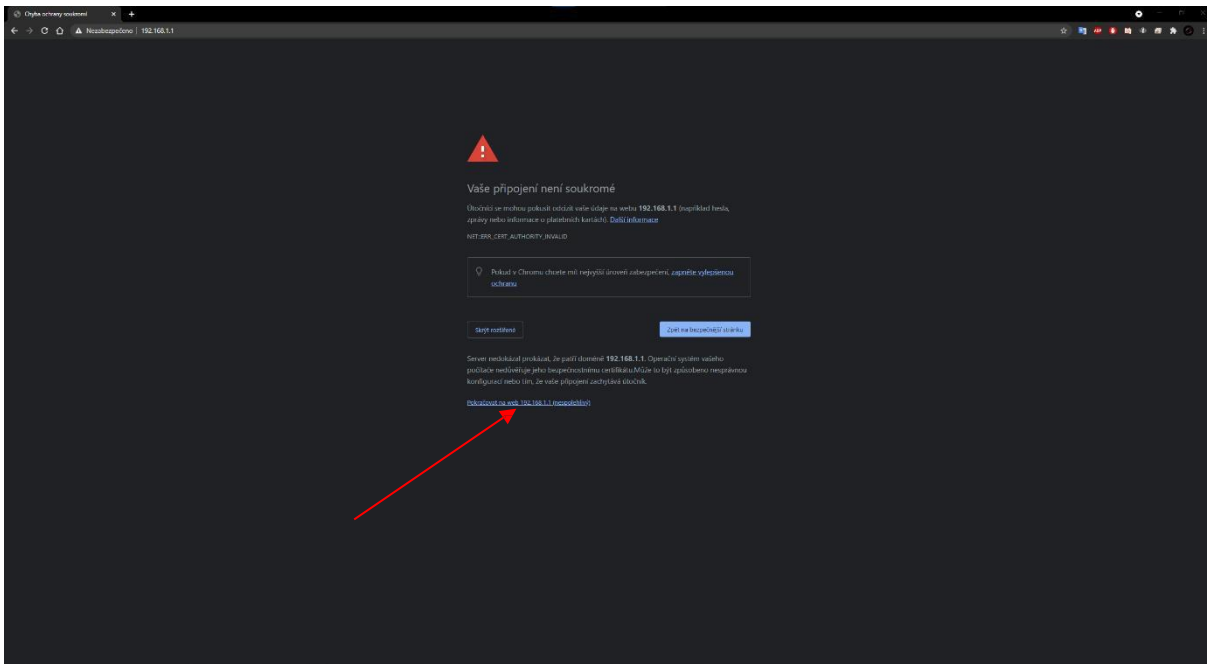 Chyba ochrany soukromí
Nezabezpečeno | 192.168.1.1
ABP
Vaše připojení není soukromé
Útočníci se mohou pokusit odcizit vaše údaje na webu 192.168.1.1 (například hesla,
zprávy nebo informace o platebních kartách). Další informace
NET::ERR_CERT_AUTHORITY_INVALID
Pokud v Chromu chcete mít nejvyšší úroveň zabezpečení, zapněte vylepšenou
ochranu
Skrýt rozšířené
Zpět na bezpečnější stránku
Server nedokázal prokázat, že patří doméně 192.168.1.1. Operační systém vašeho
počítače nedůvěřuje jeho bezpečnostnímu certifikátu.Může to být způsobeno nesprávnou
konfigurací nebo tím, že vaše připojení zachytává útočník.
Pokračovat na web 192.168.1.1 (nespolehlivý)